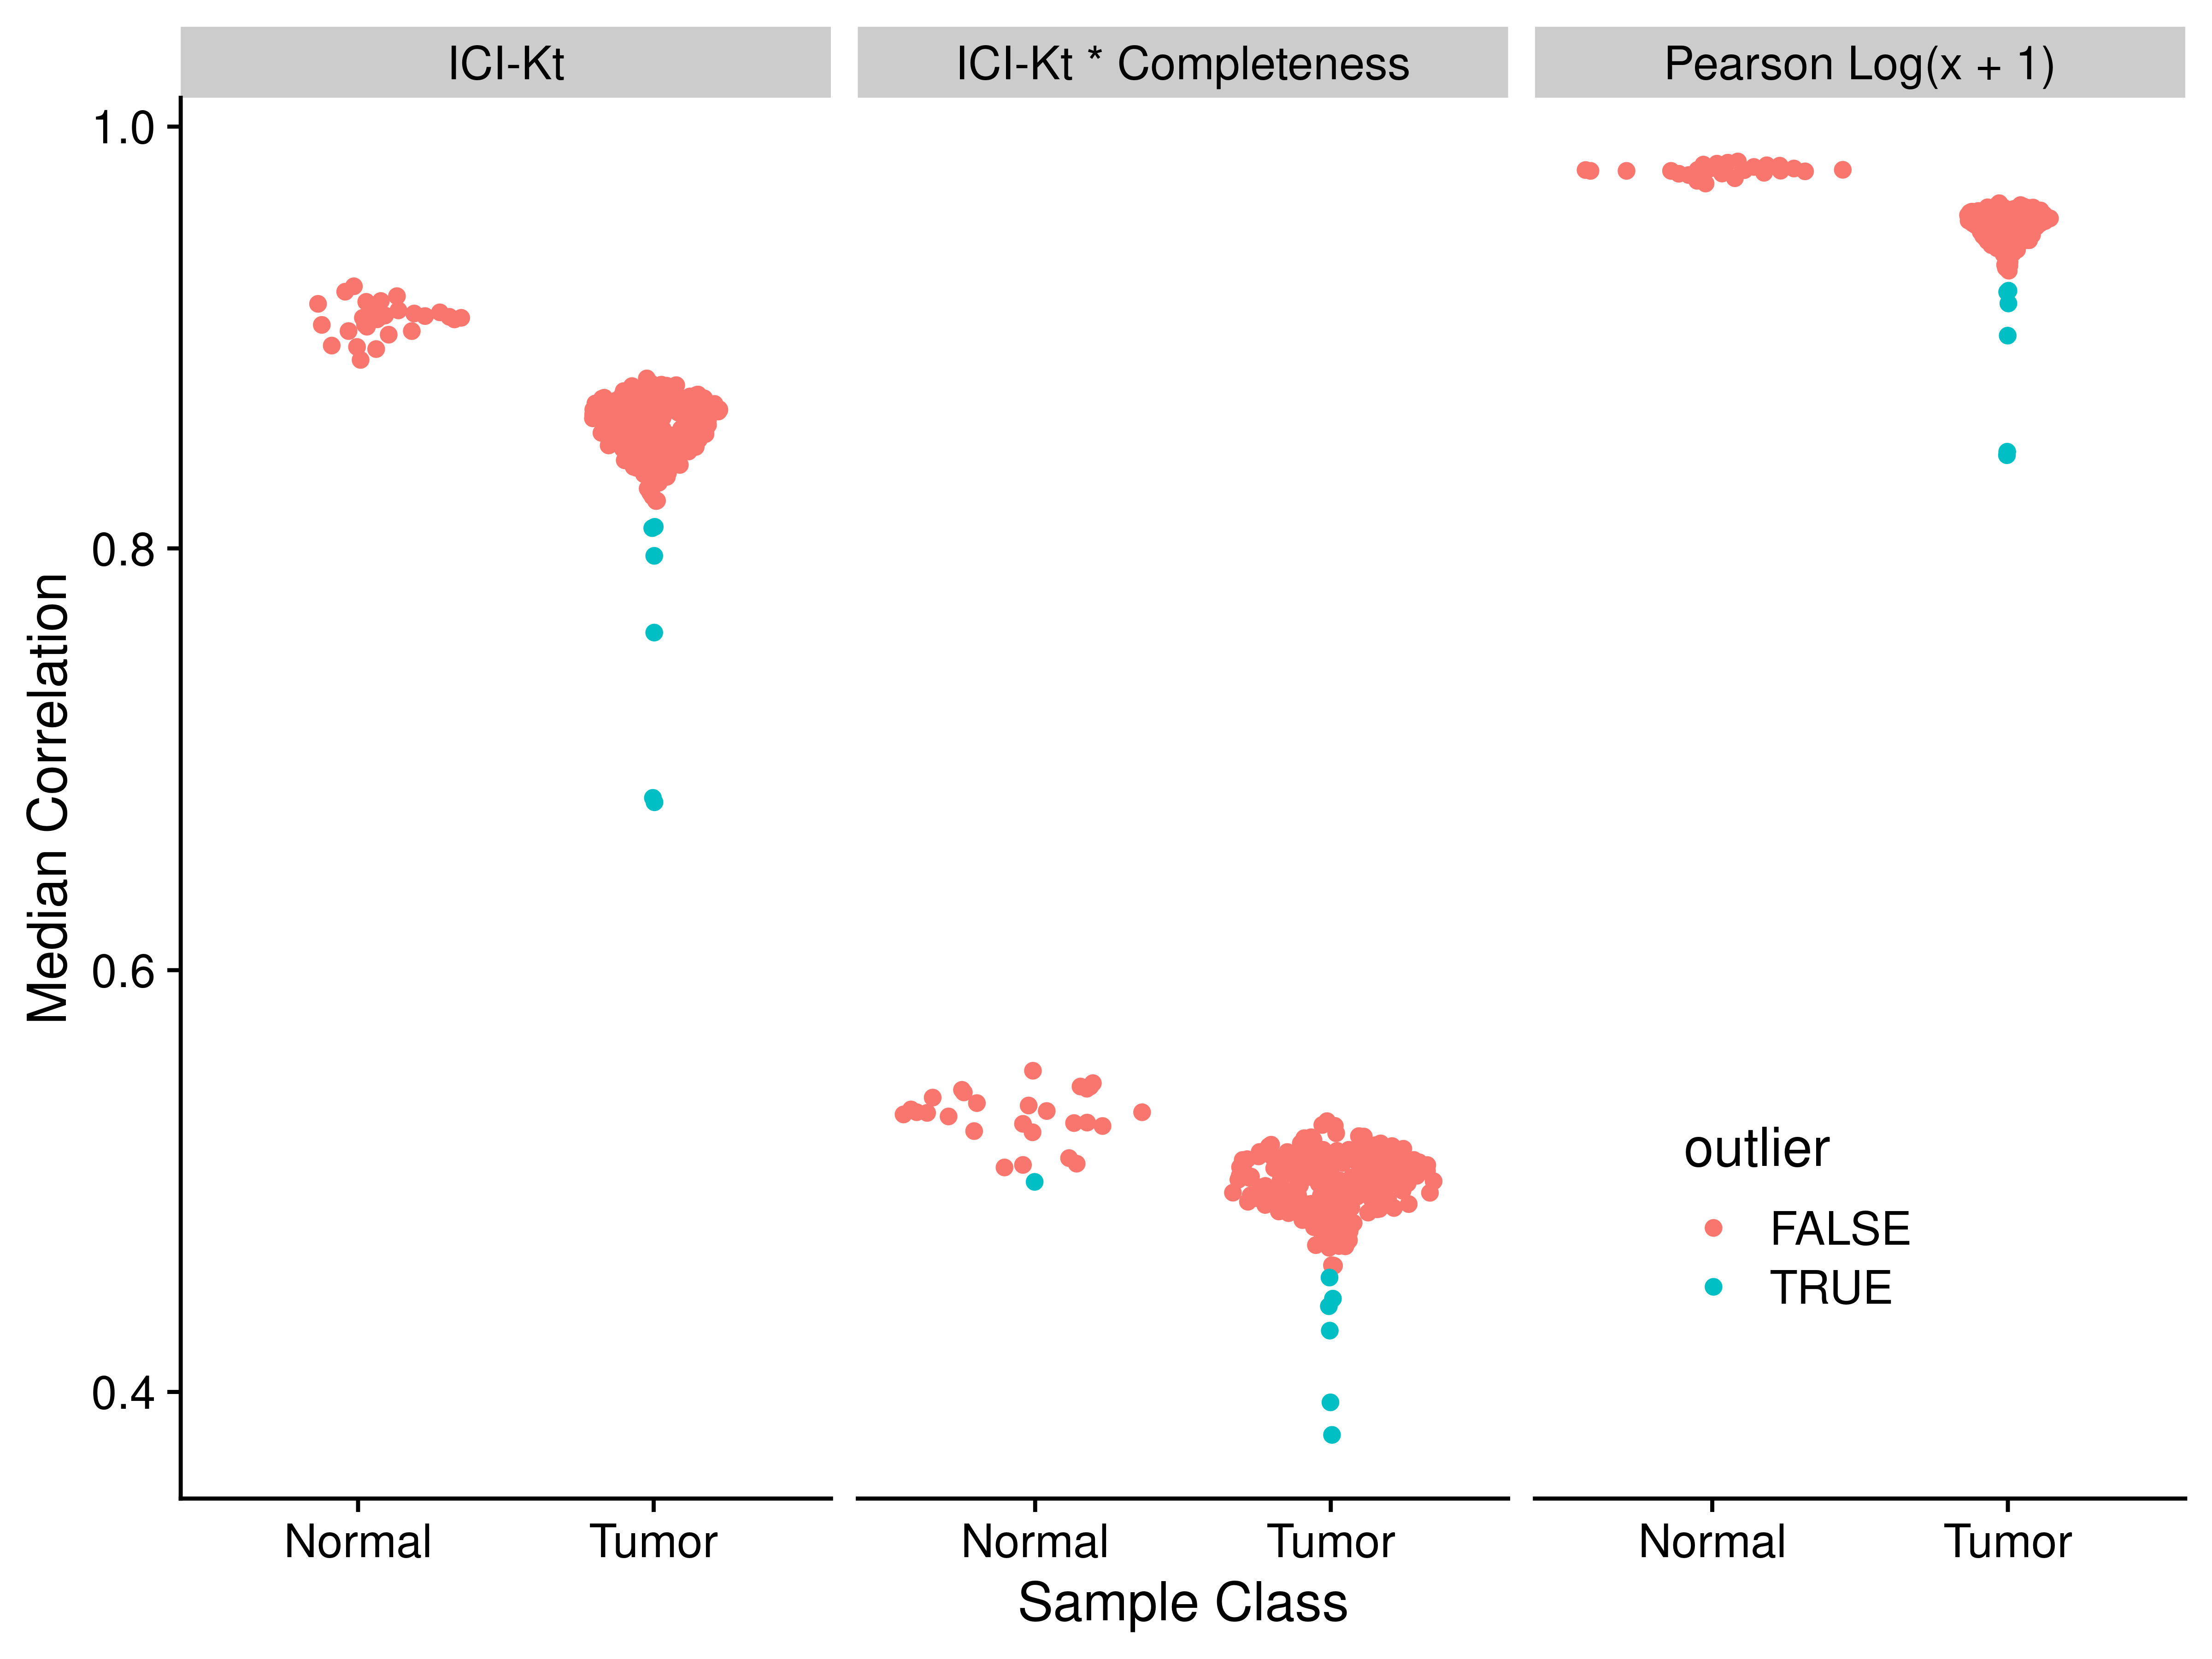 ICI-Kt
ICI-Kt * Completeness
Pearson Log(x + 1)
Median Correlation
1.0
0.8
0.6
0.4
outlier
FALSE
TRUE
Normal Tumor
Normal Tumor
Normal Tumor
Sample Class